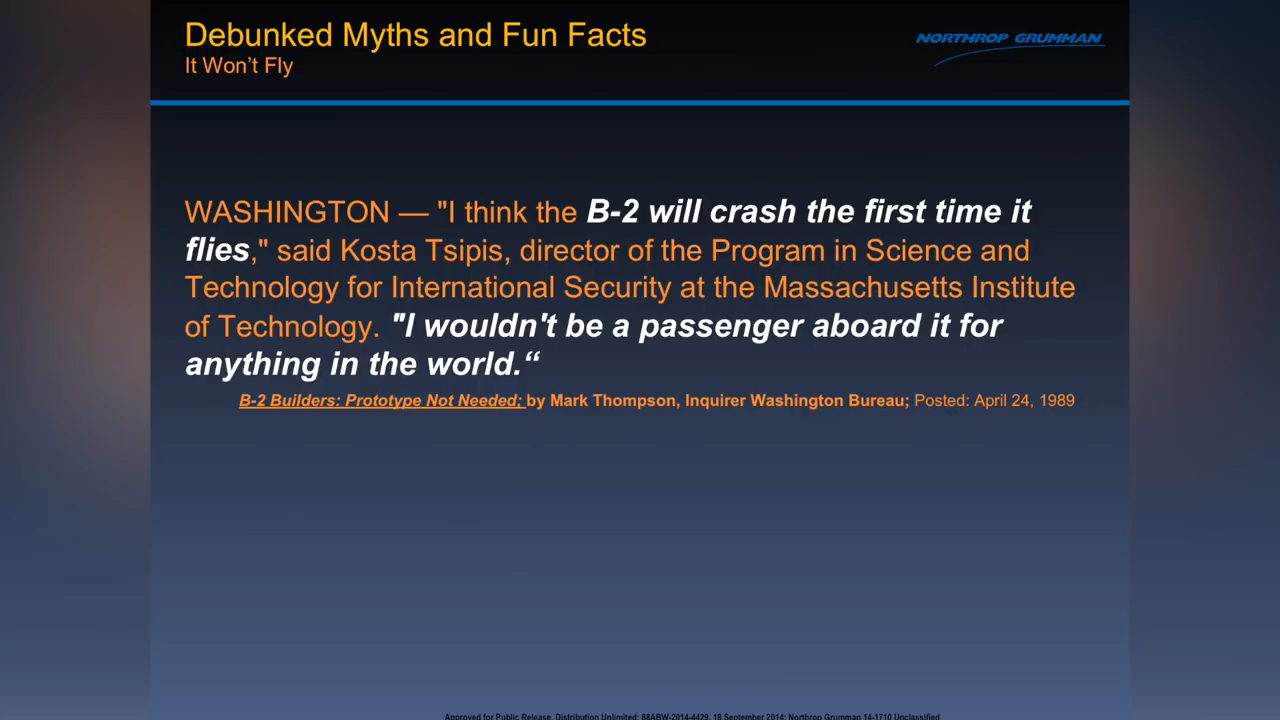 Debunked Myths and Fun Facts
It Won’t Fly
NORTHROP GRUMMAN
WASHINGTON — "I think the B-2 will crash the first time it
flies," said Kosta Tsipis, director of the Program in Science and
Technology for International Security at the Massachusetts Institute
of Technology. "I wouldn't be a passenger aboard it for
anything in the world.“
B-2 Builders: Prototype Not Needed; by Mark Thompson, Inquirer Washington Bureau; Posted: April 24, 1989
Approved for Public Release, Distribution Unlimited: 88ABW-2014-4429, 18 September 2014; Northrop Grumman 14-1710 Unclassified